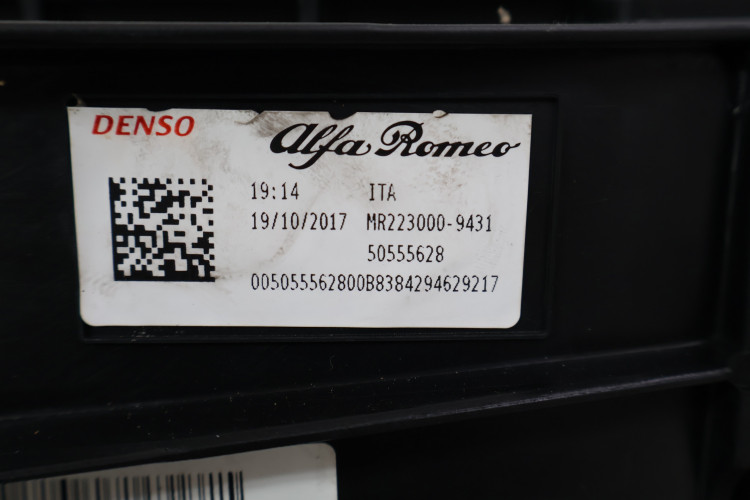 DENSO
Alfa Romeo
19:14 ITA
19/10/2017 MR223000-9431
50555628
005055562800B8384294629217